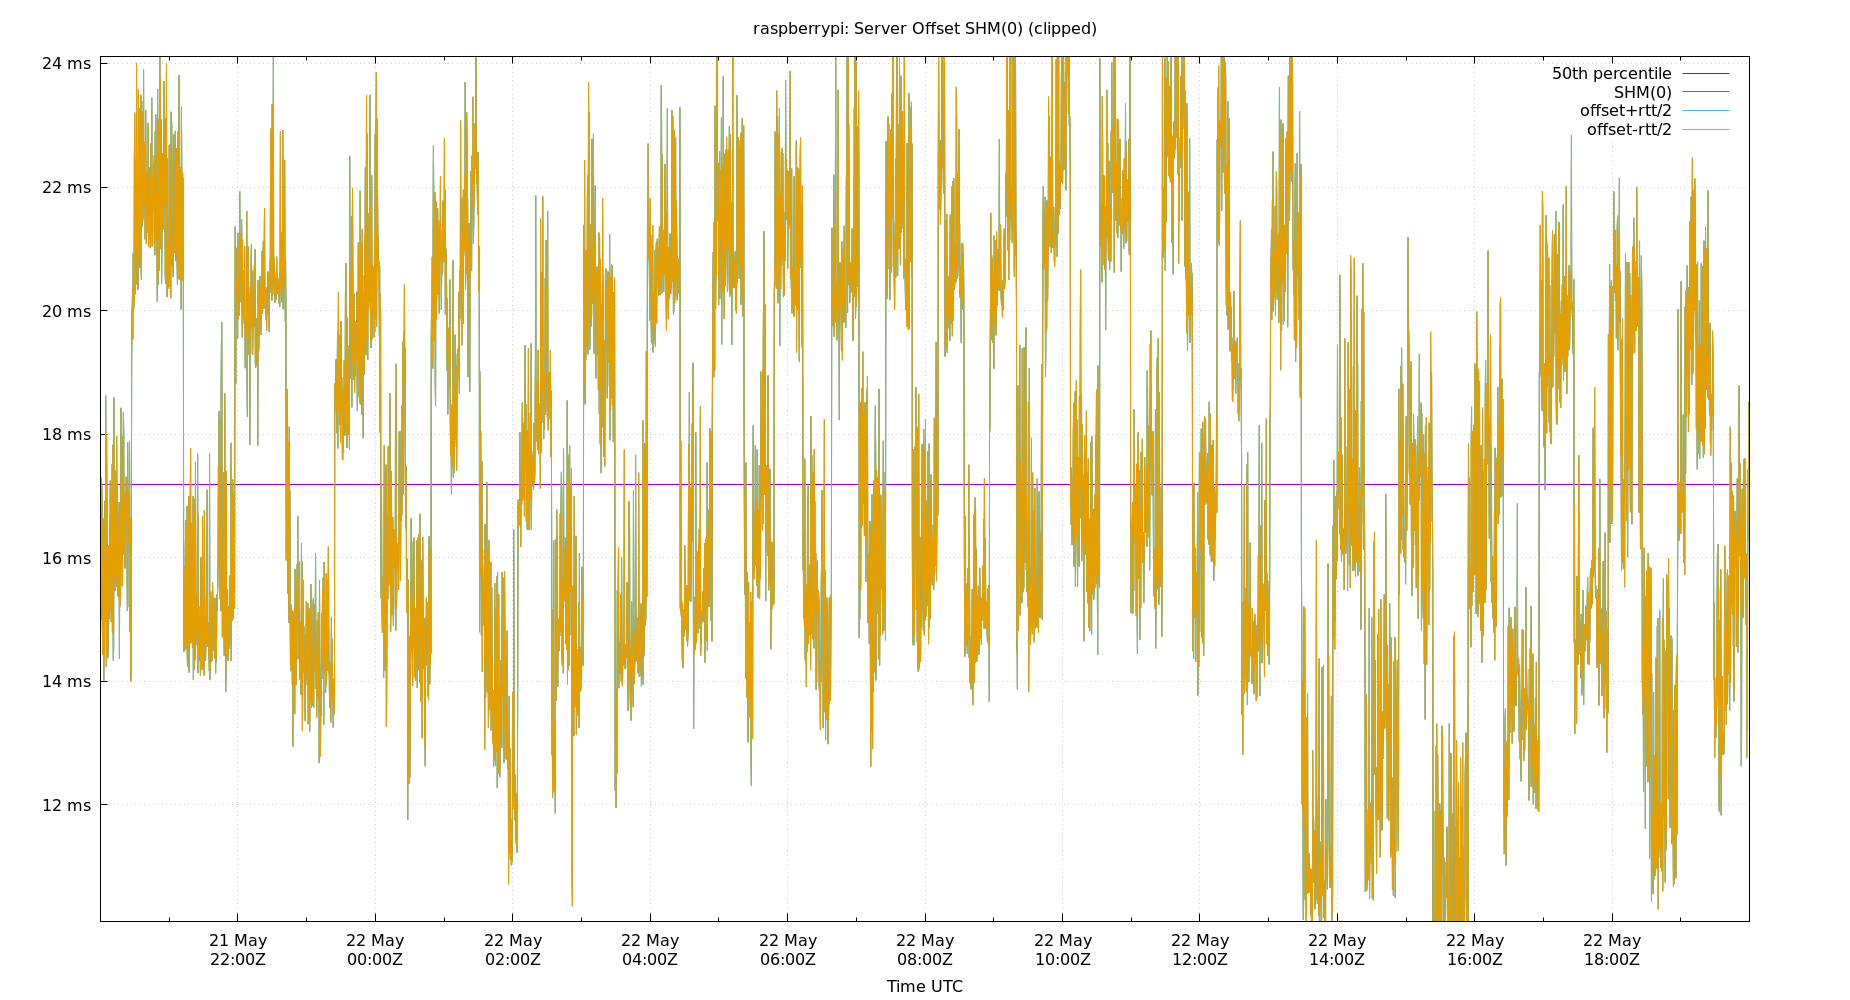 raspberrypi: Server Offset SHM(0) (clipped)
24 ms
22 ms
20 ms
18 ms
16 ms
14 ms
12 ms
50th percentile
SHM(0)
offset+rtt/2
offset-rtt/2
21 May 22 May 22 May 22 May 22 May 22 May 22 May 22 May 22 May 22 May 22 May
22:00Z 00:00Z 02:00Z 04:00Z 06:00Z 08:00Z 10:00Z 12:00Z 14:00Z 16:00Z 18:00Z
Time UTC